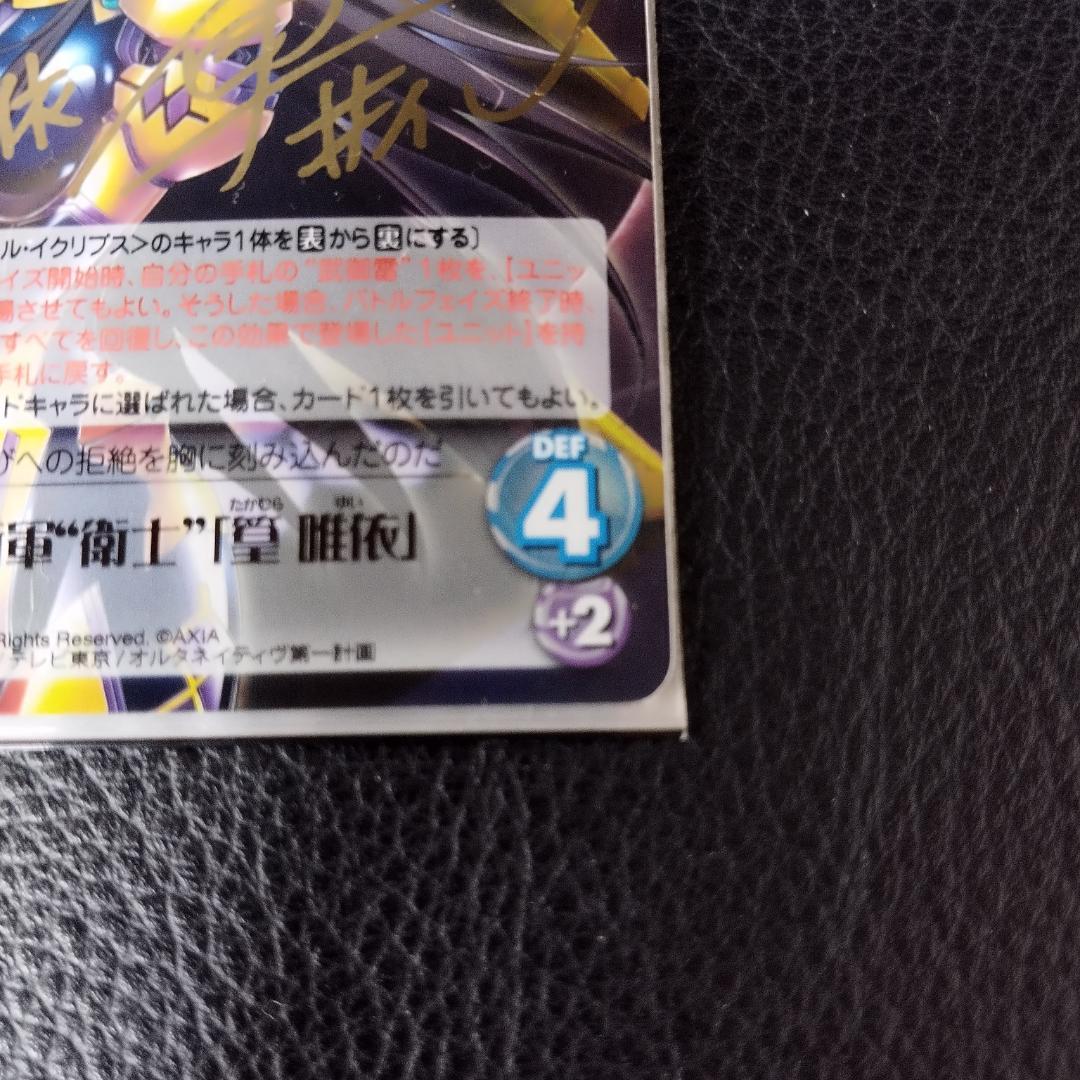 依
ル・イクリプス>のキャラ1体を表から裏にする〕
イズ開始時、自分の手札の“武御雷”1枚を、[ユニッ
場させてもよい。そうした場合、バトルフェイズ終了時、
すべてを回復し、この効果で登場した[ユニット]を持
手札に戻す。
ドキャラに選ばれた場合、カード1枚を引いてもよい。
への拒絶を胸に刻み込んだのだ
たかむら ゆい
軍“衛士”「篁 唯依」
DEF
4
+2
Rights Reserved. ©AXIA
/テレビ東京/オルタネイティヴ第一計画